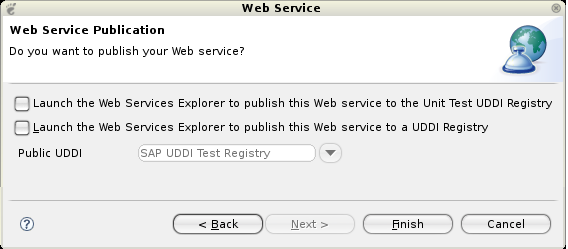 Web Service
Web Service Publication
Do you want to publish your Web service?
Launch the Web Services Explorer to publish this Web service to the Unit Test UDDI Registry
Launch the Web Services Explorer to publish this Web service to a UDDI Registry
Public UDDI SAP UDDI Test Registry
? < Back Next > Finish Cancel